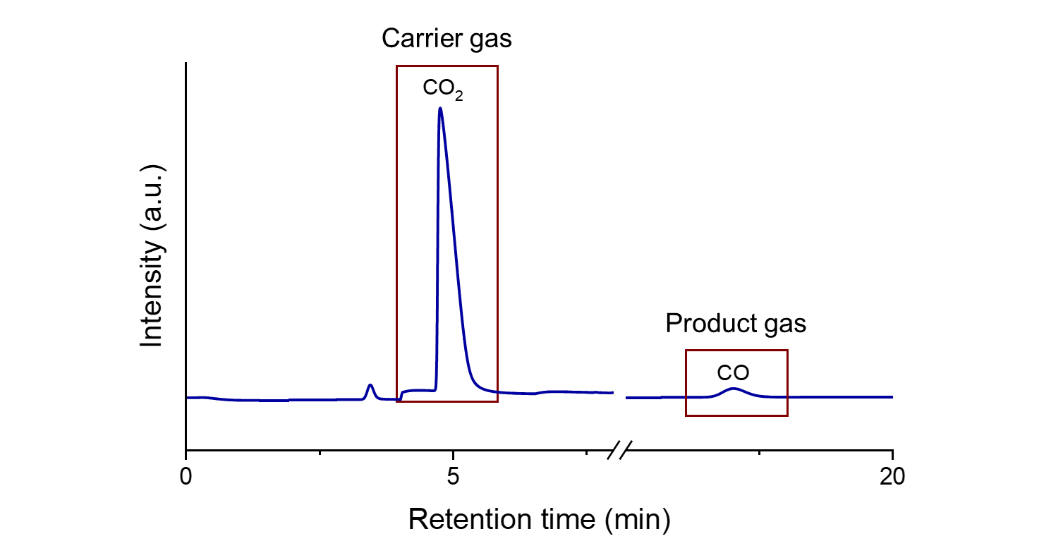 Carrier gas
CO₂
Intensity (a.u.)
Product gas
CO
0
5
20
Retention time (min)